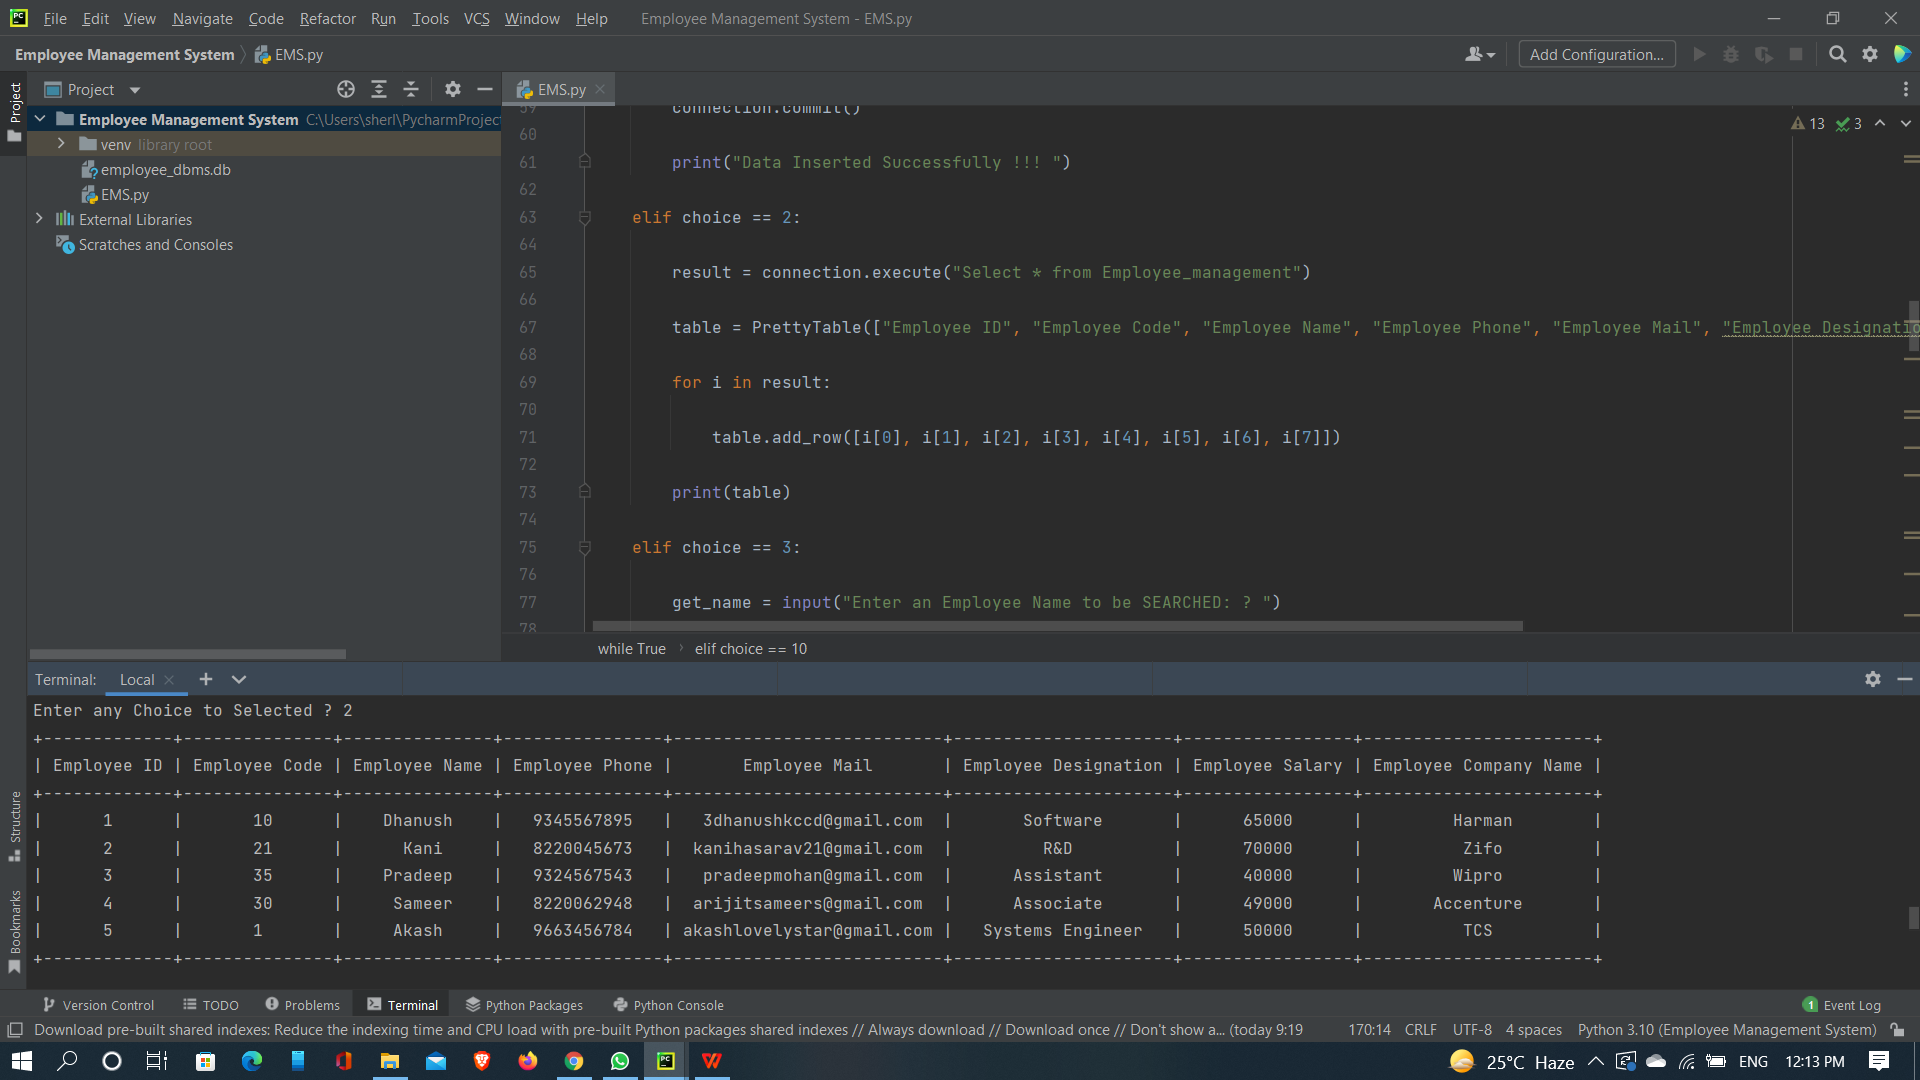 File Edit View Navigate Code Refactor Run Tools VCS Window Help Employee Management System - EMS.py
Employee Management System EMS.py Add Configuration...
Project
Project
EMS.py
Employee Management System C:\Users\sherl\PycharmProjec
venv library root
employee_dbms.db
EMS.py
External Libraries
Scratches and Consoles
13 3
59 connection.commit()
60
61 print("Data Inserted Successfully !!! ")
62
63 elif choice == 2:
64
65 result = connection.execute("Select * from Employee_management")
66
67 table = PrettyTable(["Employee ID", "Employee Code", "Employee Name", "Employee Phone", "Employee Mail", "Employee Designatio
68
69 for i in result:
70
71 table.add_row([i[0], i[1], i[2], i[3], i[4], i[5], i[6], i[7]])
72
73 print(table)
74
75 elif choice == 3:
76
77 get_name = input("Enter an Employee Name to be SEARCHED: ? ")
78
while True elif choice == 10
Terminal: Local
Enter any Choice to Selected ? 2
+-------------+---------------+---------------+----------------+---------------------------+----------------------+-----------------+-----------------------+
| Employee ID | Employee Code | Employee Name | Employee Phone | Employee Mail | Employee Designation | Employee Salary | Employee Company Name |
+-------------+---------------+---------------+----------------+---------------------------+----------------------+-----------------+-----------------------+
| 1 | 10 | Dhanush | 9345567895 | 3dhanushkccd@gmail.com | Software | 65000 | Harman |
| 2 | 21 | Kani | 8220045673 | kanihasarav21@gmail.com | R&D | 70000 | Zifo |
| 3 | 35 | Pradeep | 9324567543 | pradeepmohan@gmail.com | Assistant | 40000 | Wipro |
| 4 | 30 | Sameer | 8220062948 | arijitsameers@gmail.com | Associate | 49000 | Accenture |
| 5 | 1 | Akash | 9663456784 | akashlovelystar@gmail.com | Systems Engineer | 50000 | TCS |
+-------------+---------------+---------------+----------------+---------------------------+----------------------+-----------------+-----------------------+
Structure
Bookmarks
Version Control TODO Problems Terminal Python Packages Python Console 1 Event Log
Download pre-built shared indexes: Reduce the indexing time and CPU load with pre-built Python packages shared indexes // Always download // Download once // Don't show a... (today 9:19 170:14 CRLF UTF-8 4 spaces Python 3.10 (Employee Management System)
25°C Haze ENG 12:13 PM